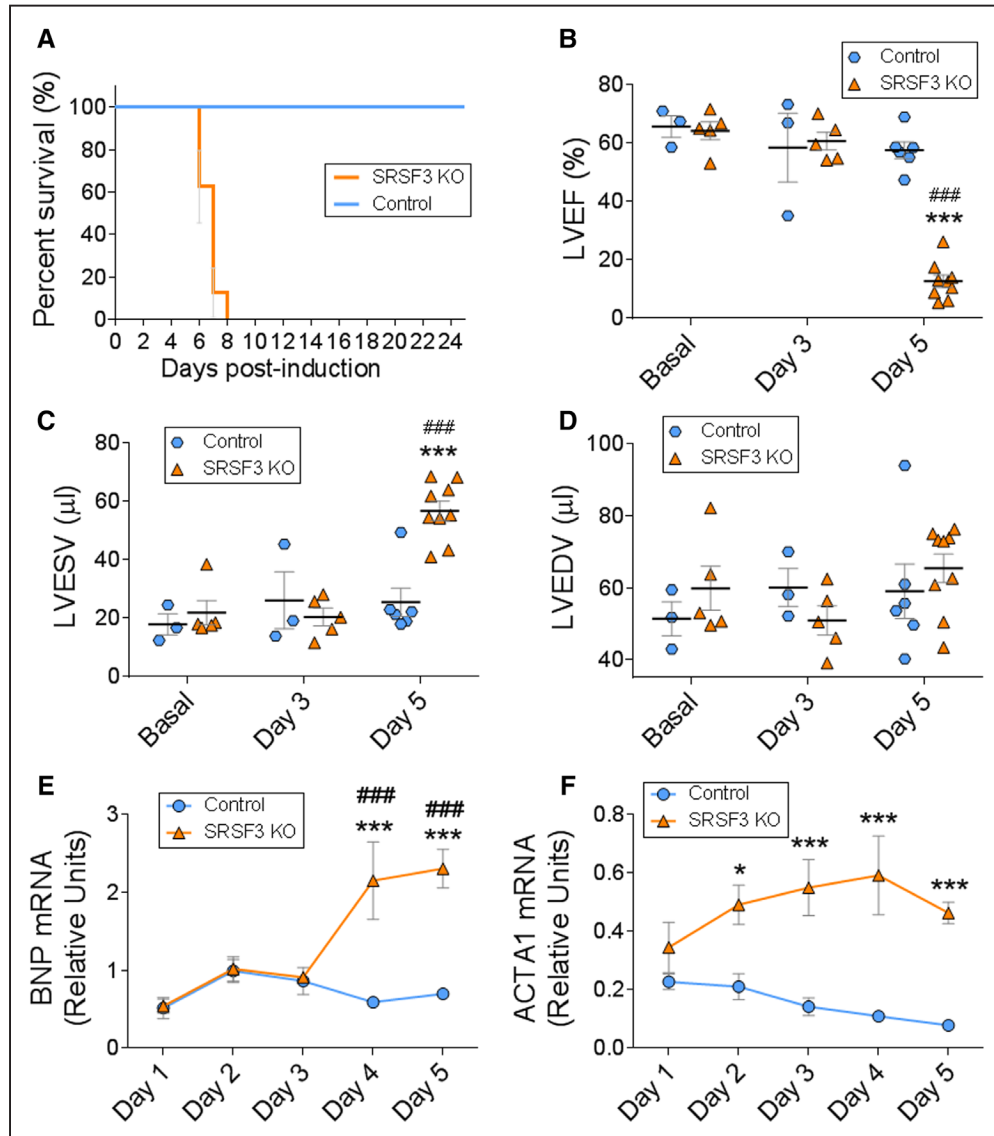 A
Percent survival (%)
100
80
60
40
20
0
SRSF3 KO
Control
0 2 4 6 8 10 12 14 16 18 20 22 24
Days post-induction
B
Control
SRSF3 KO
LVEF (%)
80
60
40
20
0
###
***
Basal
Day 3
Day 5
C
Control
SRSF3 KO
LVESV (µl)
80
60
40
20
0
###
***
Basal
Day 3
Day 5
D
Control
SRSF3 KO
LVEDV (µl)
100
80
60
40
Basal
Day 3
Day 5
E
Control
SRSF3 KO
BNP mRNA
(Relative Units)
3
2
1
0
###
***
###
***
Day 1
Day 2
Day 3
Day 4
Day 5
F
Control
SRSF3 KO
ACTA1 mRNA
(Relative Units)
0.8
0.6
0.4
0.2
0.0
*
***
***
***
Day 1
Day 2
Day 3
Day 4
Day 5